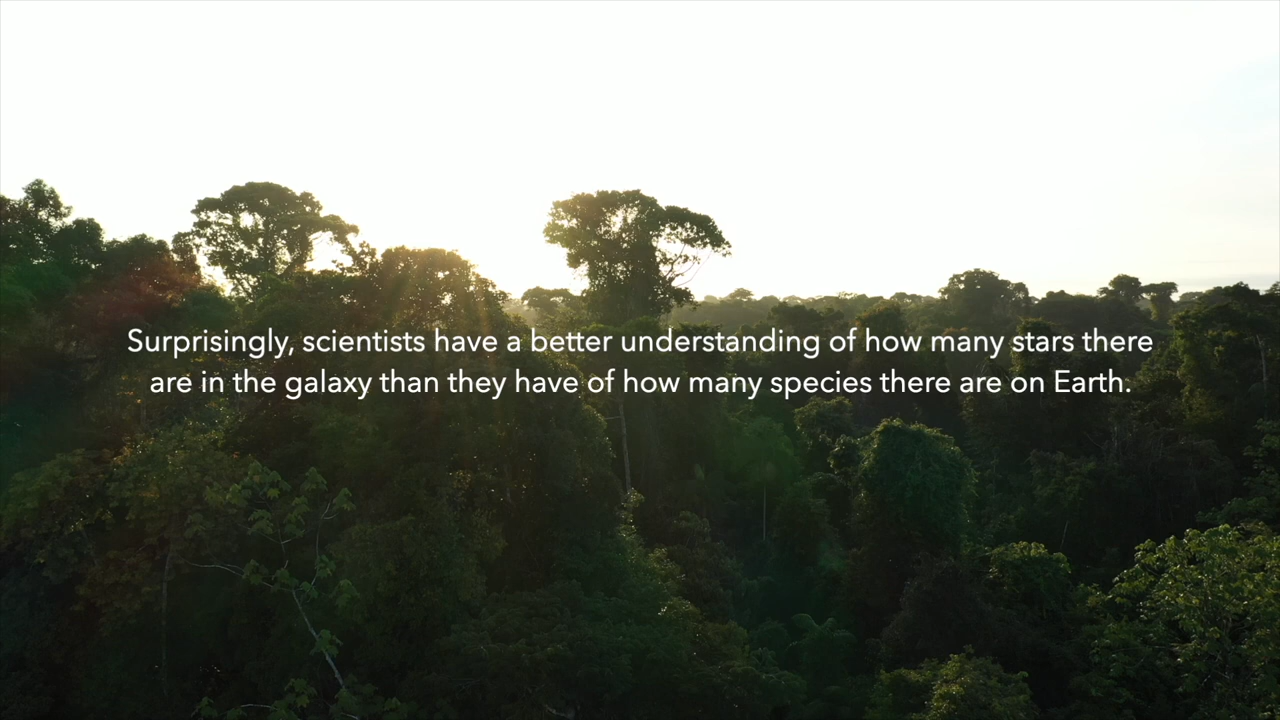 Surprisingly, scientists have a better understanding of how many stars there
are in the galaxy than they have of how many species there are on Earth.